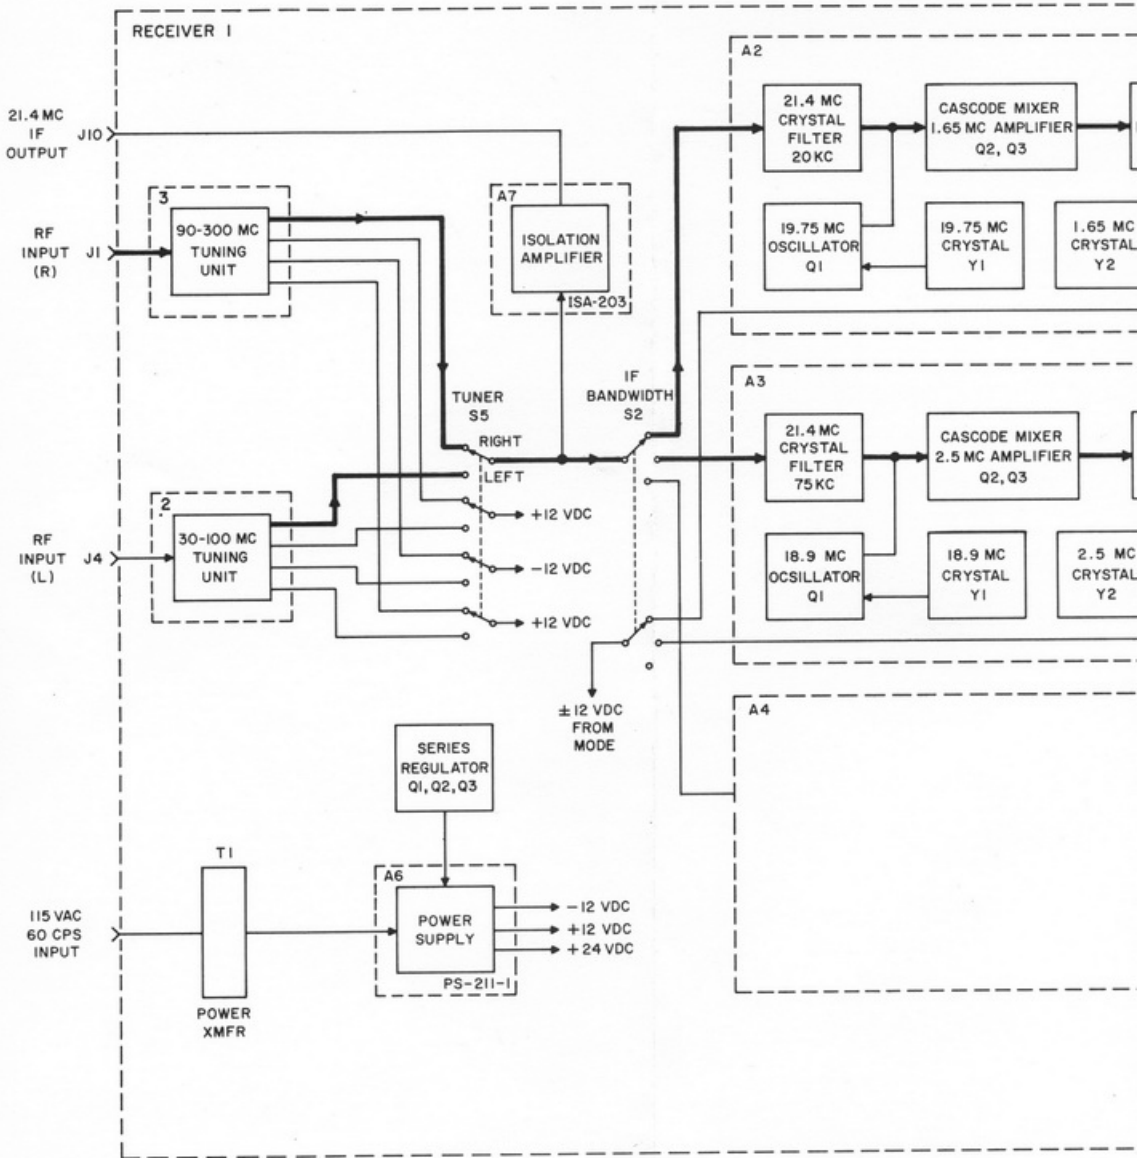 RECEIVER 1
21.4 MC
IF
OUTPUT
J10
3
90-300 MC
TUNING
UNIT
RF
INPUT
(R)
J1
A7
ISOLATION
AMPLIFIER
ISA-203
A2
21.4 MC
CRYSTAL
FILTER
20 KC
CASCODE MIXER
1.65 MC AMPLIFIER
Q2, Q3
19.75 MC
OSCILLATOR
Q1
19.75 MC
CRYSTAL
Y1
1.65 MC
CRYSTAL
Y2
TUNER
S5
RIGHT
LEFT
IF
BANDWIDTH
S2
A3
21.4 MC
CRYSTAL
FILTER
75 KC
CASCODE MIXER
2.5 MC AMPLIFIER
Q2, Q3
18.9 MC
OCSILLATOR
Q1
18.9 MC
CRYSTAL
Y1
2.5 MC
CRYSTAL
Y2
2
30-100 MC
TUNING
UNIT
RF
INPUT
(L)
J4
+12 VDC
-12 VDC
+12 VDC
±12 VDC
FROM
MODE
A4
SERIES
REGULATOR
Q1, Q2, Q3
T1
POWER
XMFR
115 VAC
60 CPS
INPUT
A6
POWER
SUPPLY
PS-211-1
-12 VDC
+12 VDC
+24 VDC